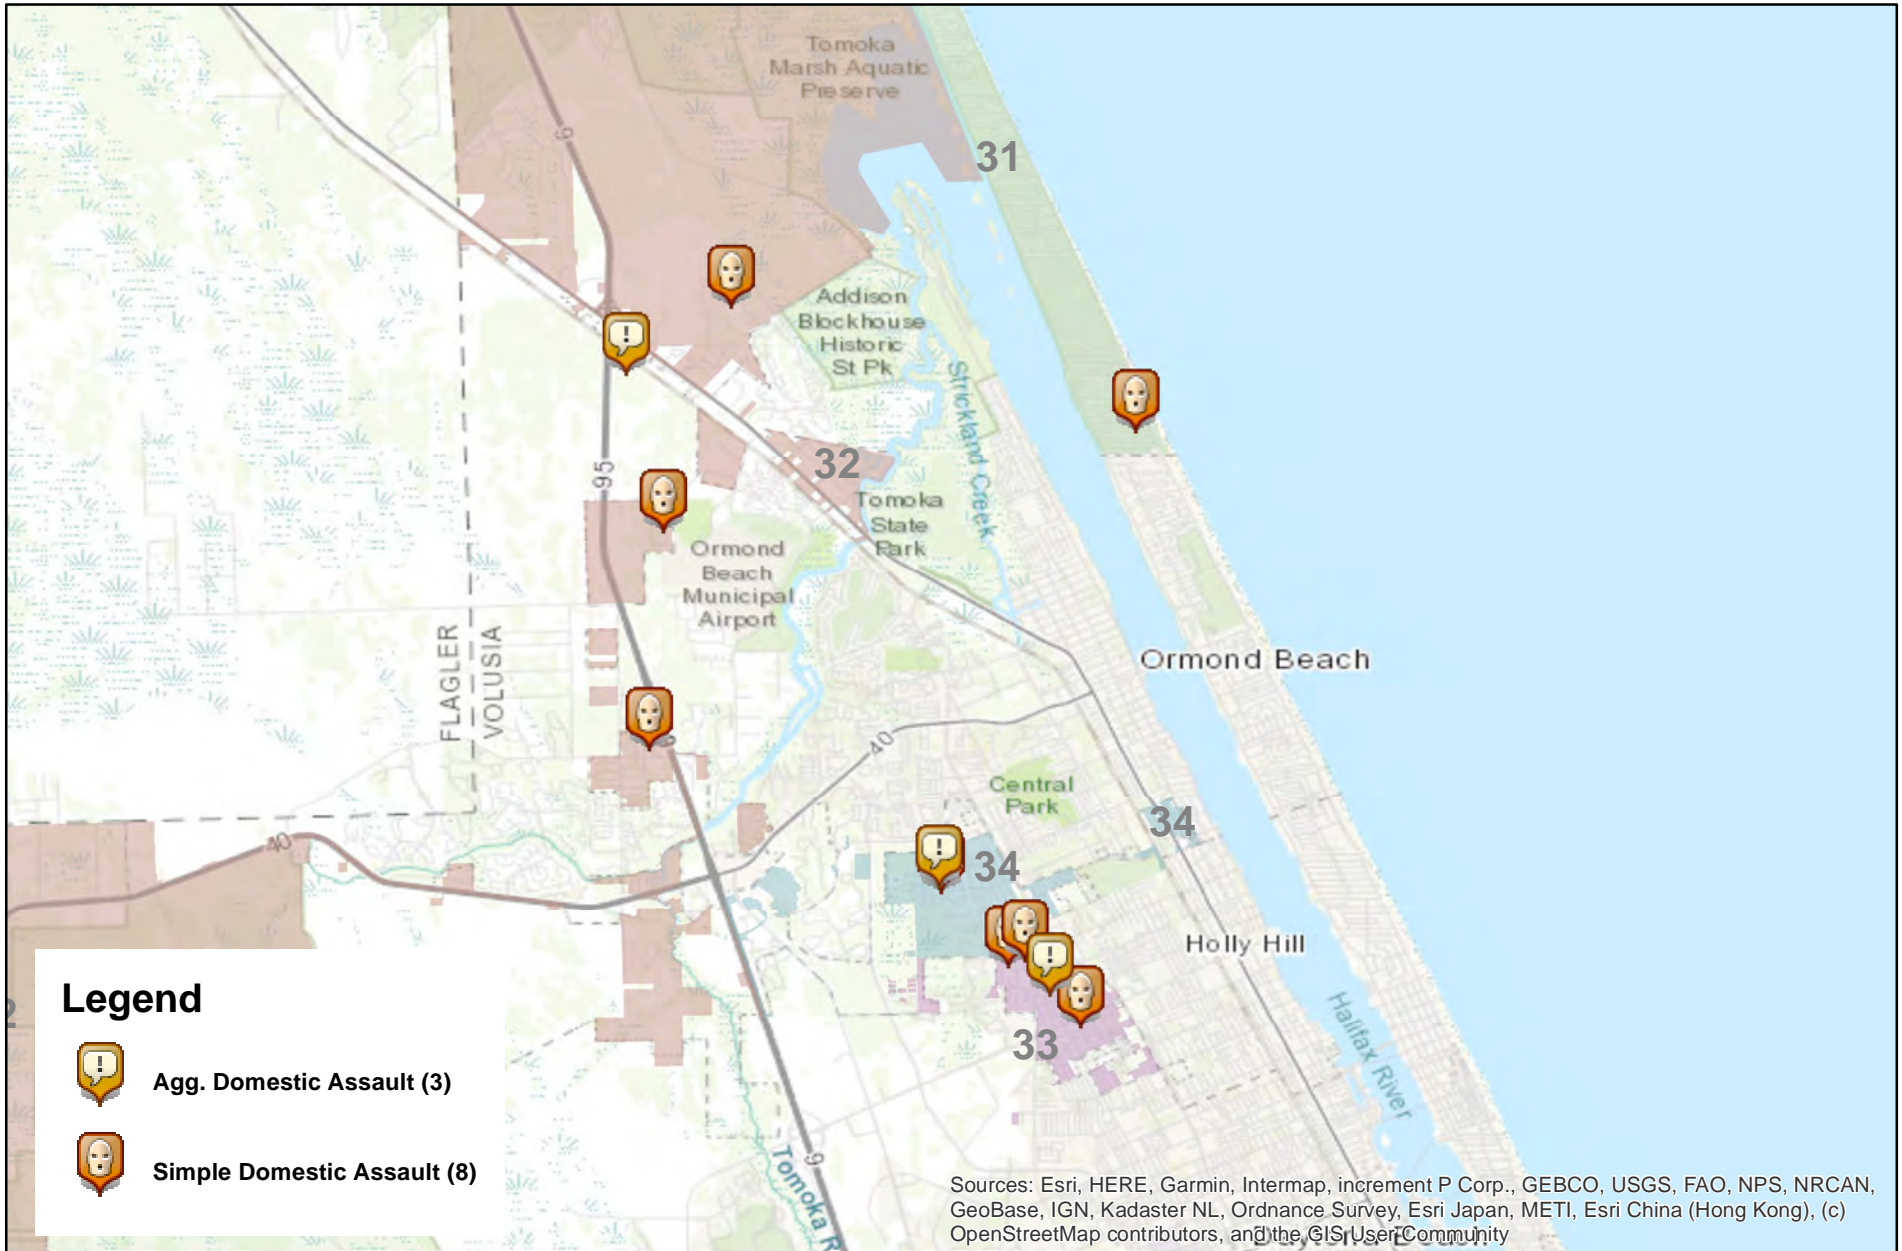 Tomoka
Marsh Aquatic
Preserve
31
9
Addison
Blockhouse
Historic
St Pk
Strickland Creek
32
95
Tomoka
State
Park
Ormond
Beach
Municipal
Airport
FLAGLER
VOLUSIA
Ormond Beach
40
Central
Park
34
40
34
Holly Hill
33
Halifax River
Legend
! Agg. Domestic Assault (3)
Simple Domestic Assault (8)
9
Tomoka R
Sources: Esri, HERE, Garmin, Intermap, increment P Corp., GEBCO, USGS, FAO, NPS, NRCAN,
GeoBase, IGN, Kadaster NL, Ordnance Survey, Esri Japan, METI, Esri China (Hong Kong), (c)
OpenStreetMap contributors, and the GIS User Community
Daytona Beach